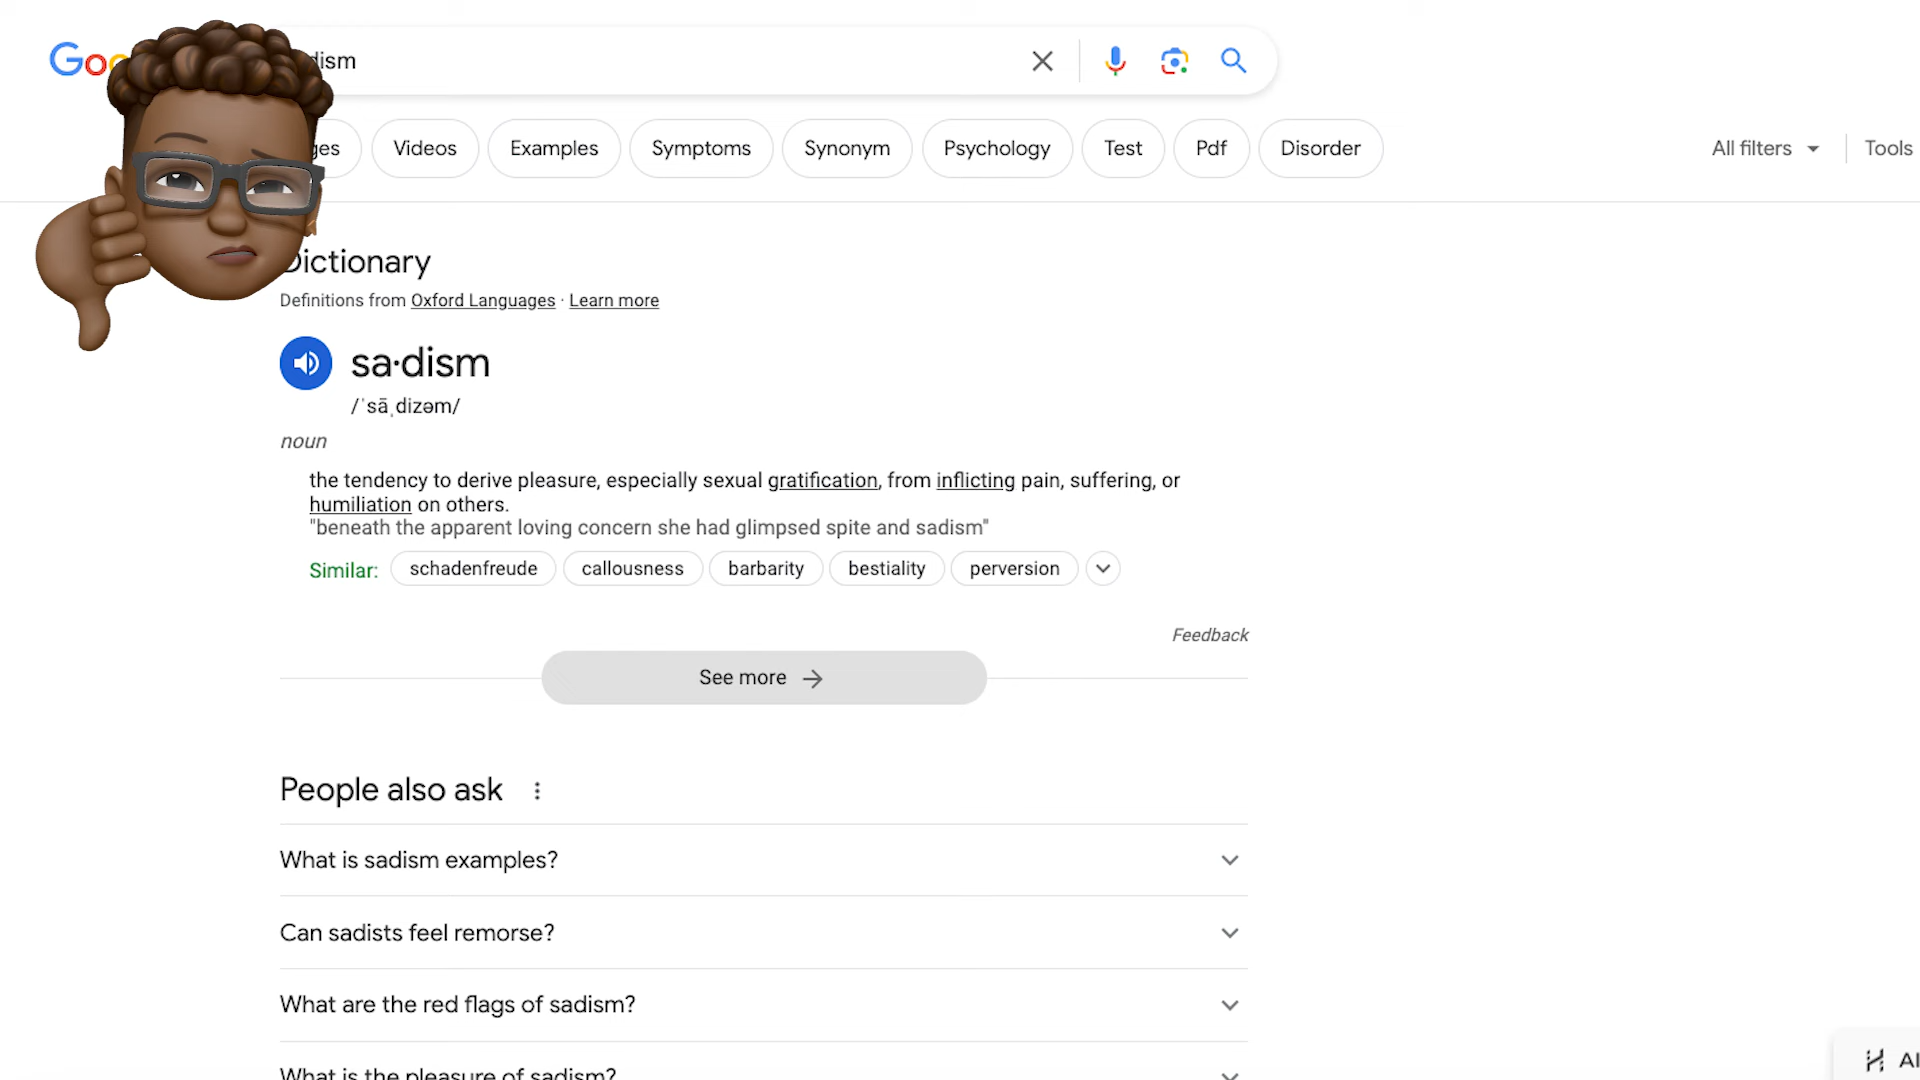 Videos Examples Symptoms Synonym Psychology Test Pdf Disorder All filters Tools
Dictionary
Definitions from Oxford Languages · Learn more
sa·dism
/ˈsāˌdizəm/
noun
the tendency to derive pleasure, especially sexual gratification, from inflicting pain, suffering, or
humiliation on others.
"beneath the apparent loving concern she had glimpsed spite and sadism"
Similar: schadenfreude callousness barbarity bestiality perversion
Feedback
See more
People also ask
What is sadism examples?
Can sadists feel remorse?
What are the red flags of sadism?
What is the pleasure of sadism?